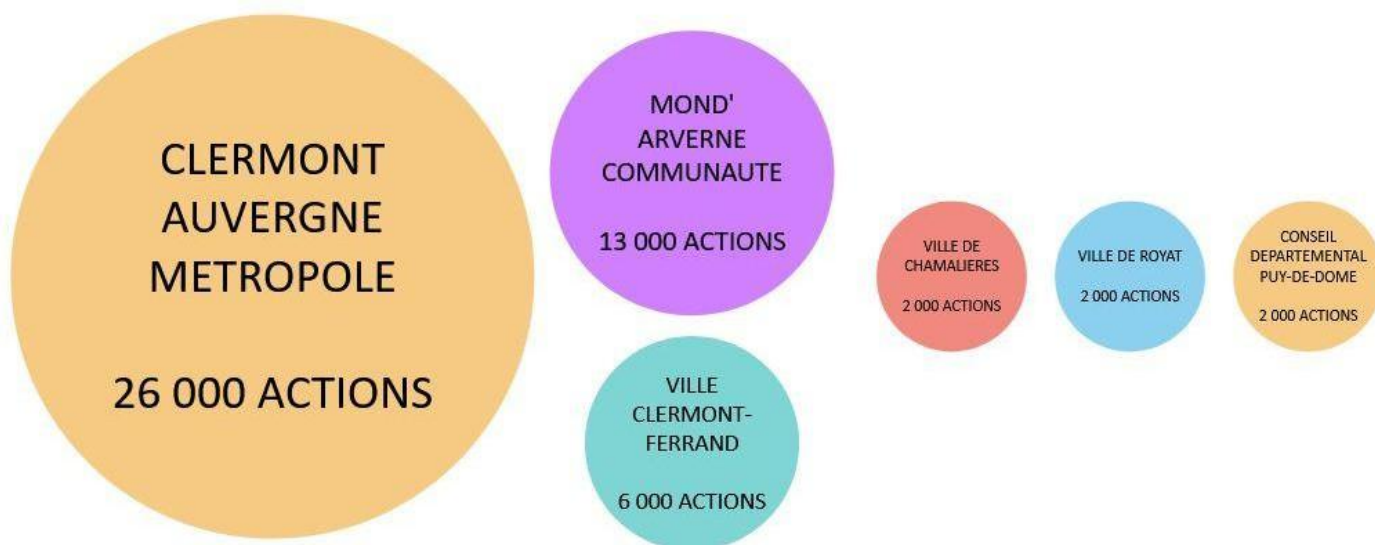 CLERMONT
AUVERGNE
METROPOLE
26 000 ACTIONS
MOND'
ARVERNE
COMMUNAUTE
13 000 ACTIONS
VILLE
CLERMONT-
FERRAND
6 000 ACTIONS
VILLE DE
CHAMALIERES
2 000 ACTIONS
VILLE DE ROYAT
2 000 ACTIONS
CONSEIL
DEPARTEMENTAL
PUY-DE-DOME
2 000 ACTIONS